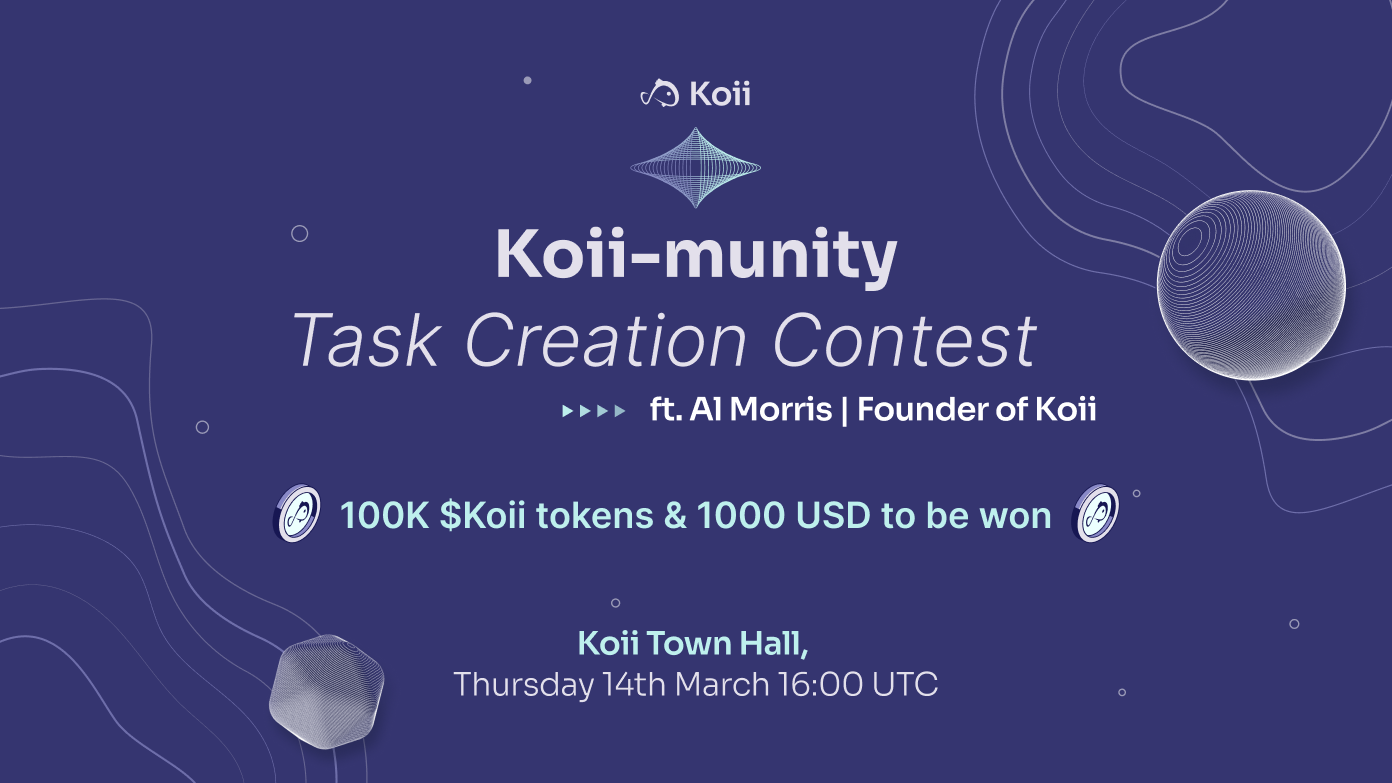 Koii
Koii-munity
Task Creation Contest
ft. Al Morris | Founder of Koii
100K $Koii tokens & 1000 USD to be won
Koii Town Hall,
Thursday 14th March 16:00 UTC